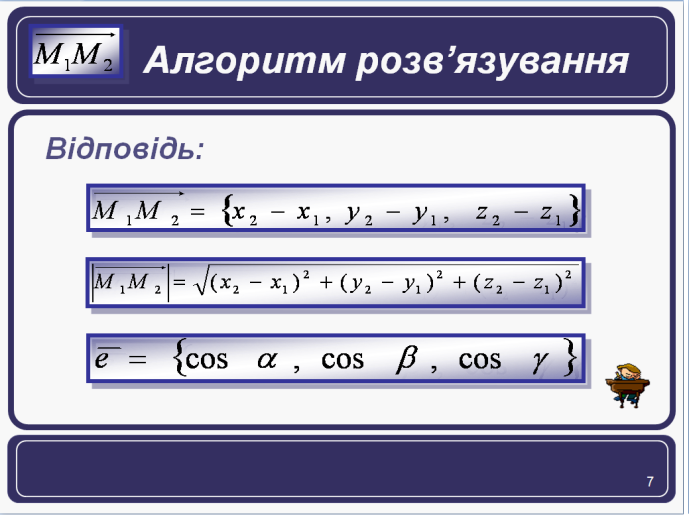 M₁M₂ Алгоритм розв’язування
Відповідь:
M₁M₂ = {x₂ − x₁, y₂ − y₁, z₂ − z₁}
|M₁M₂| = √(x₂ − x₁)² + (y₂ − y₁)² + (z₂ − z₁)²
e = {cos α, cos β, cos γ}
7